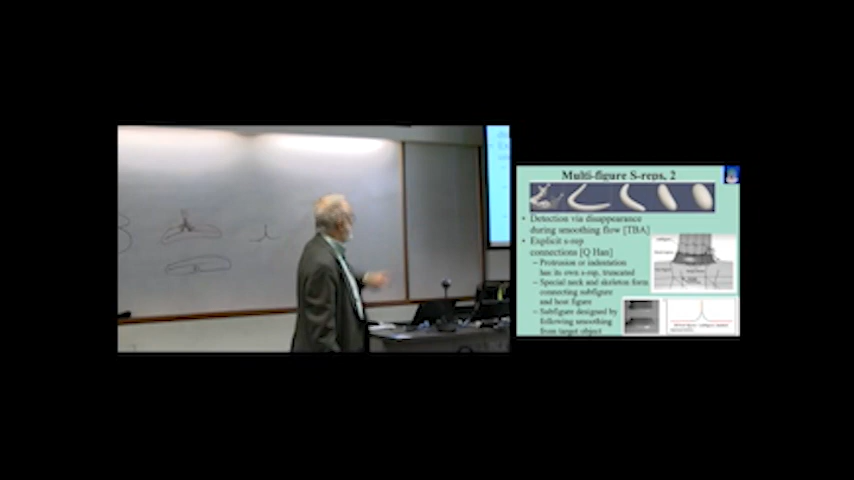 Multi-figure S-reps, 2
• Detection via disappearance
during smoothing flow [TBA]
• Explicit s-rep
connections [Q Han]
– Protrusion or indentation
has its own s-rep, truncated
– Special neck and skeleton form
connecting subfigure
and host figure
– Subfigure designed by
following smoothing
from target object